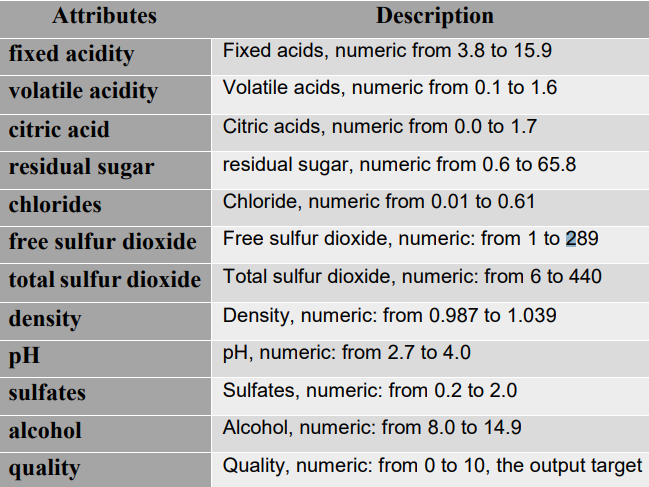 Attributes Description
fixed acidity Fixed acids, numeric from 3.8 to 15.9
volatile acidity Volatile acids, numeric from 0.1 to 1.6
citric acid Citric acids, numeric from 0.0 to 1.7
residual sugar residual sugar, numeric from 0.6 to 65.8
chlorides Chloride, numeric from 0.01 to 0.61
free sulfur dioxide Free sulfur dioxide, numeric: from 1 to 289
total sulfur dioxide Total sulfur dioxide, numeric: from 6 to 440
density Density, numeric: from 0.987 to 1.039
pH pH, numeric: from 2.7 to 4.0
sulfates Sulfates, numeric: from 0.2 to 2.0
alcohol Alcohol, numeric: from 8.0 to 14.9
quality Quality, numeric: from 0 to 10, the output target